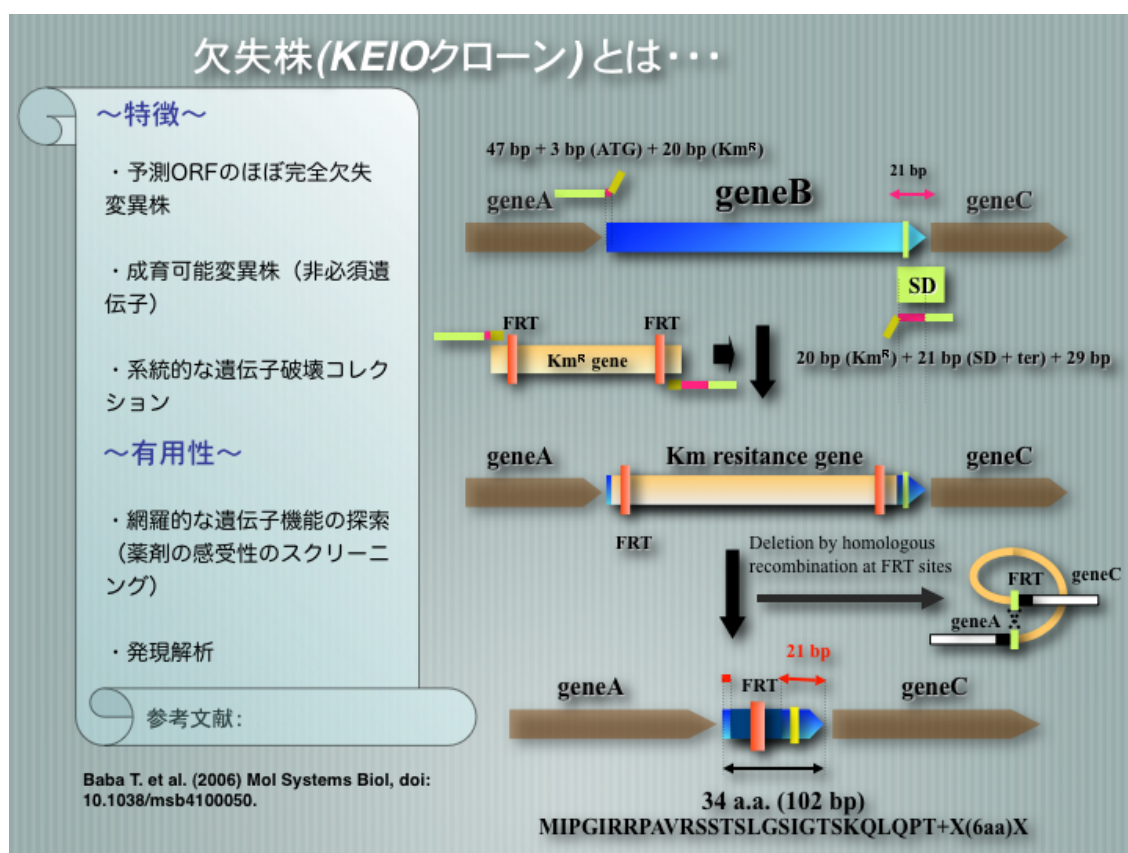 欠失株(KEIOクローン)とは・・・
～特徴～
・予測ORFのほぼ完全欠失
変異株
・成育可能変異株（非必須遺
伝子）
・系統的な遺伝子破壊コレク
ション
～有用性～
・網羅的な遺伝子機能の探索
（薬剤の感受性のスクリーニ
ング）
・発現解析
参考文献:
Baba T. et al. (2006) Mol Systems Biol, doi:
10.1038/msb4100050.
47 bp + 3 bp (ATG) + 20 bp (Kmᴿ)
21 bp
geneA
geneB
geneC
SD
FRT
FRT
Kmᴿ gene
20 bp (Kmᴿ) + 21 bp (SD + ter) + 29 bp
geneA
Km resitance gene
geneC
FRT
Deletion by homologous
recombination at FRT sites
FRT
geneC
geneA
21 bp
geneA
FRT
geneC
34 a.a. (102 bp)
MIPGIRRPAVRSSTSLGSIGTSKQLQPT+X(6aa)X